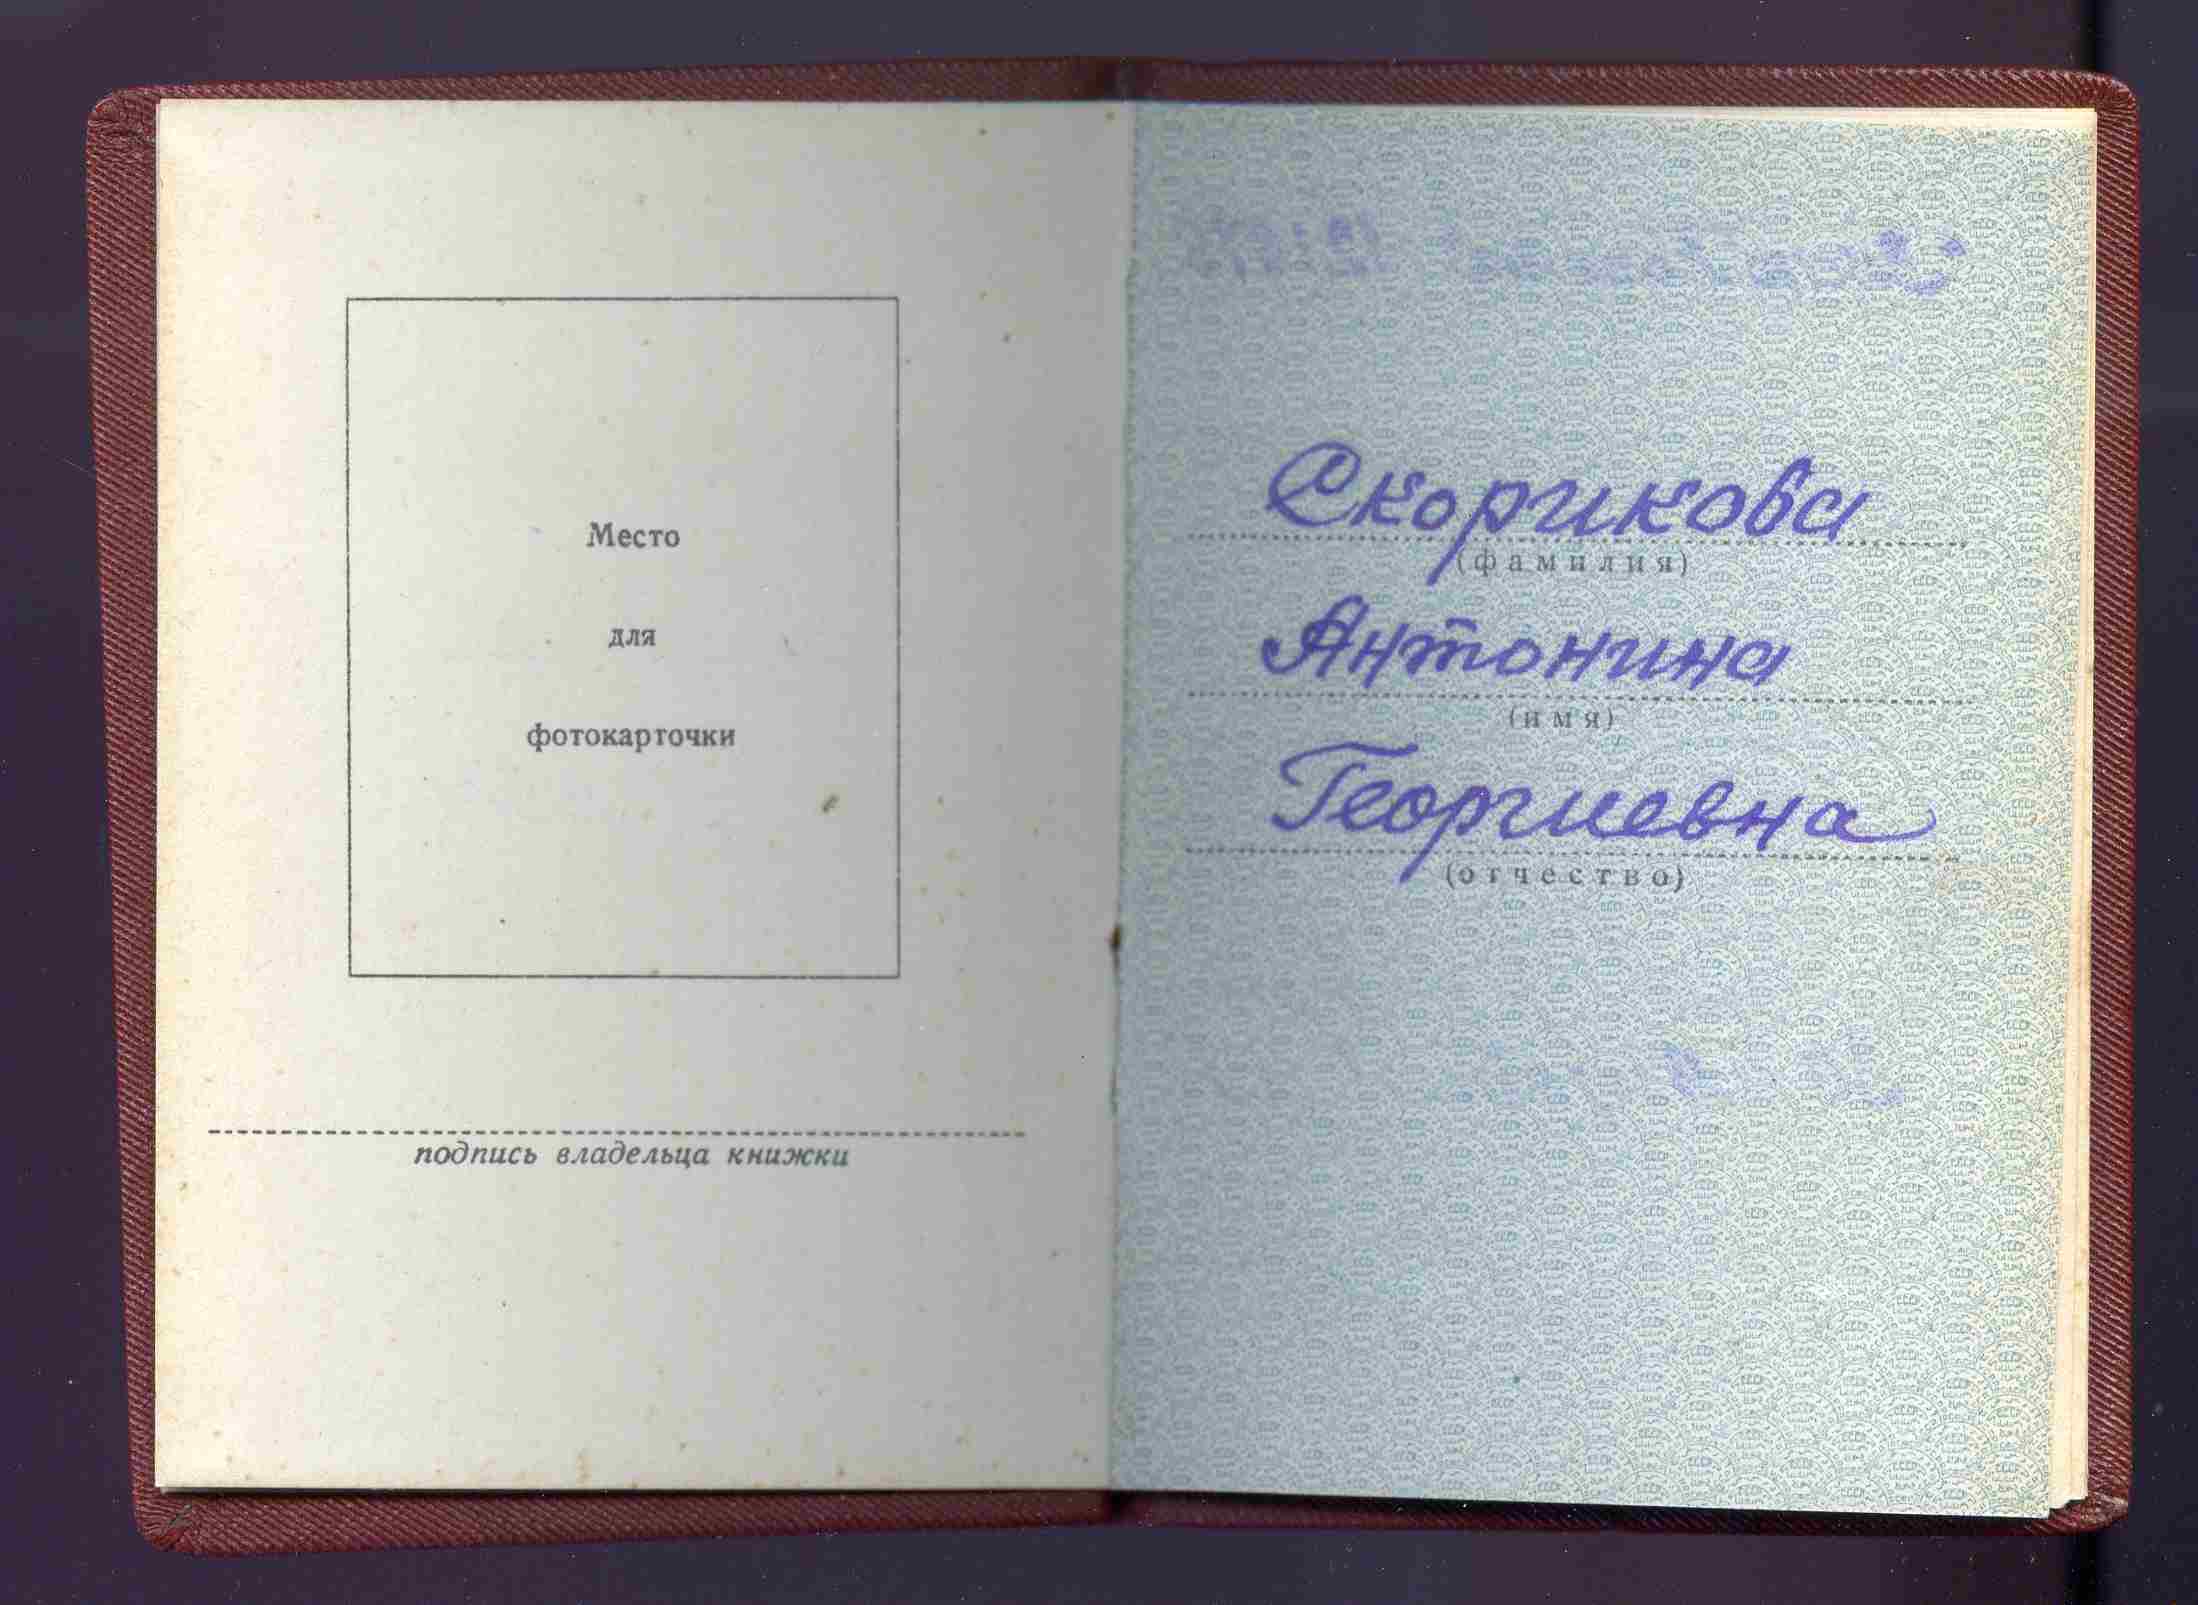 Место
для
фотокарточки
подпись владельца книжки
Скорикова
(фамилия)
Антонина
(имя)
Георгиевна
(отчество)